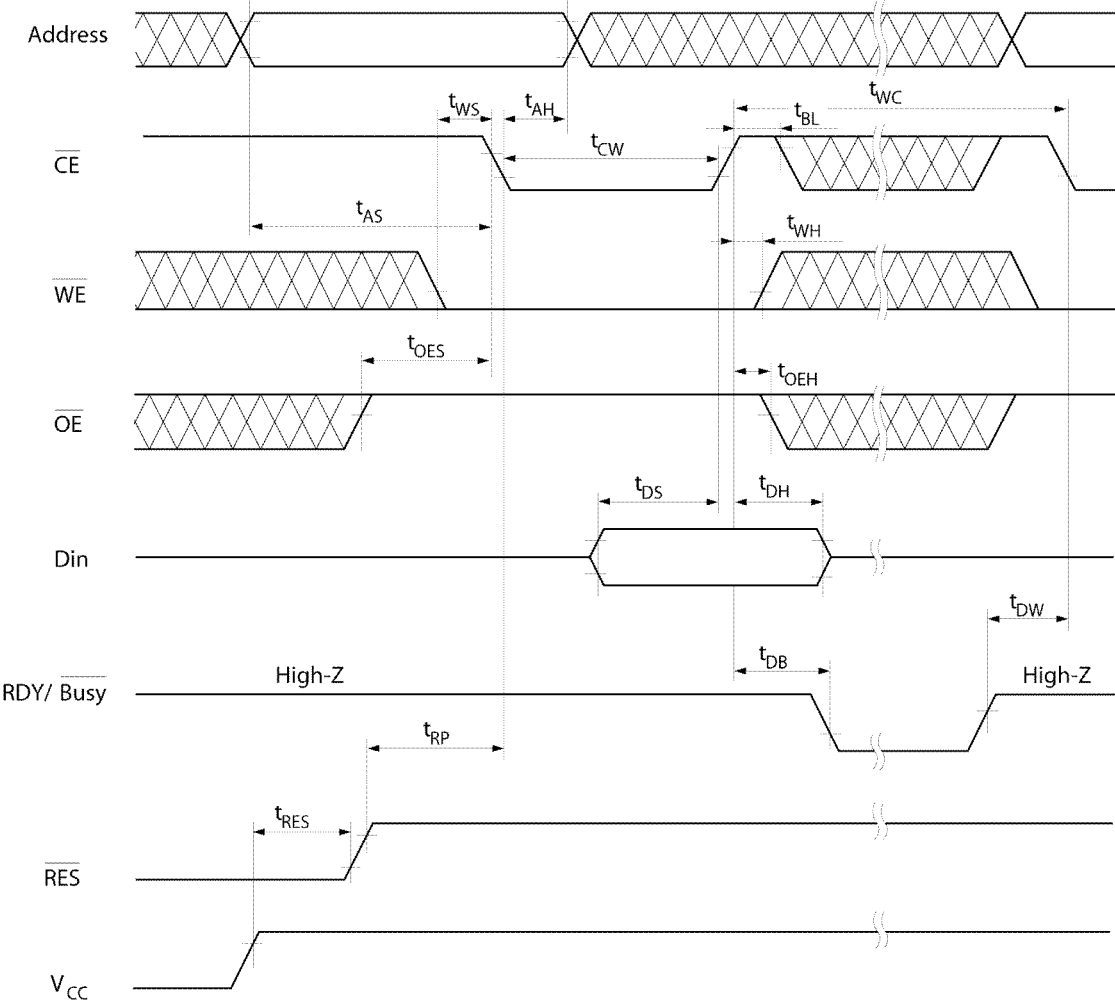 Address
tWC
tWS
tAH
tBL
CE
tCW
tAS
tWH
WE
tOES
tOEH
OE
tDS
tDH
Din
tDW
tDB
High-Z
High-Z
RDY/ Busy
tRP
tRES
RES
VCC